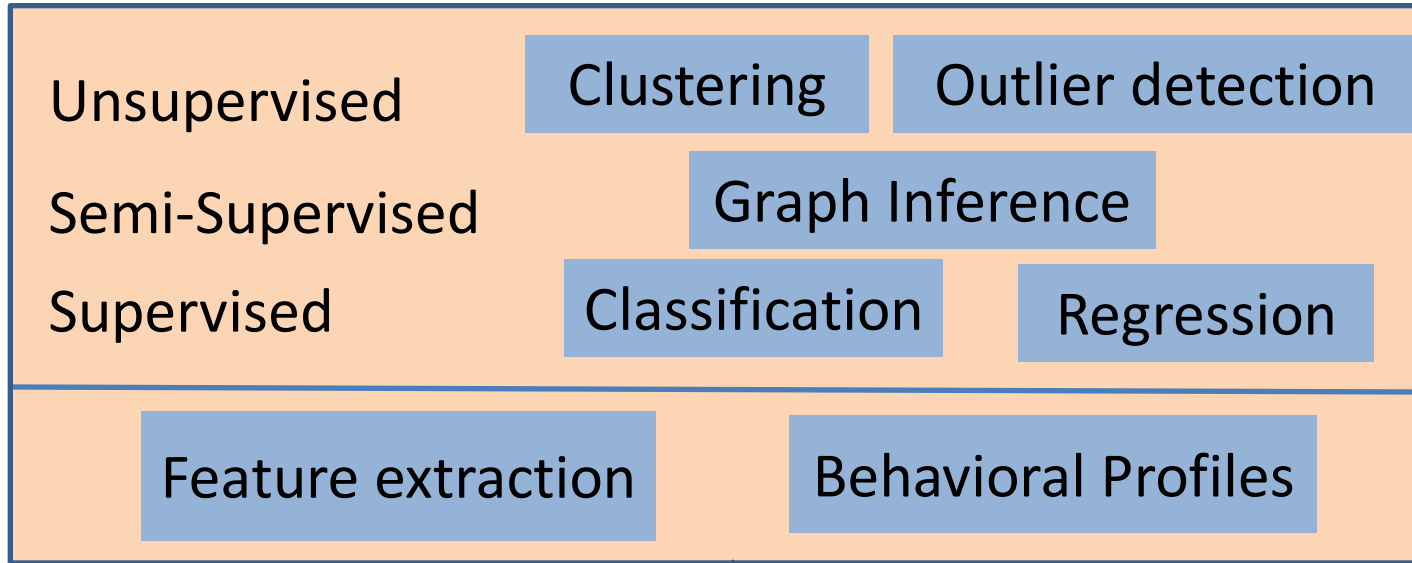 Unsupervised Clustering Outlier detection
Semi-Supervised Graph Inference
Supervised Classification Regression
Feature extraction Behavioral Profiles